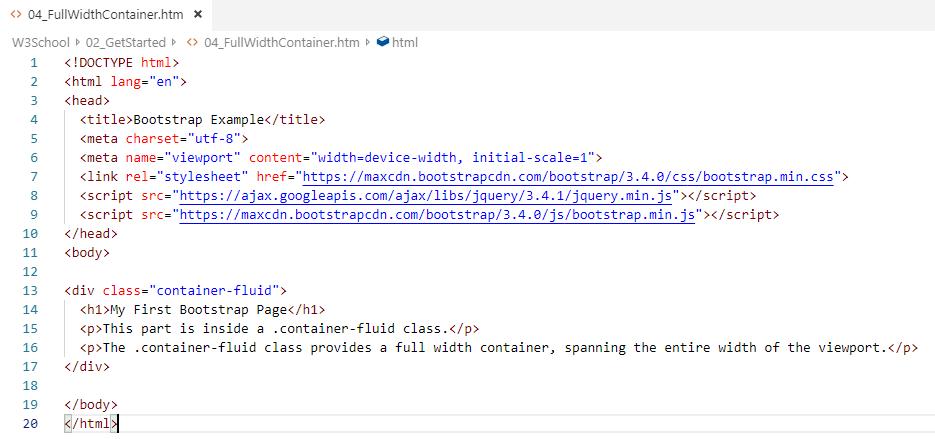 04_FullWidthContainer.htm ×
W3School 02_GetStarted <> 04_FullWidthContainer.htm html
1 <!DOCTYPE html>
2 <html lang="en">
3 <head>
4 <title>Bootstrap Example</title>
5 <meta charset="utf-8">
6 <meta name="viewport" content="width=device-width, initial-scale=1">
7 <link rel="stylesheet" href="https://maxcdn.bootstrapcdn.com/bootstrap/3.4.0/css/bootstrap.min.css">
8 <script src="https://ajax.googleapis.com/ajax/libs/jquery/3.4.1/jquery.min.js"></script>
9 <script src="https://maxcdn.bootstrapcdn.com/bootstrap/3.4.0/js/bootstrap.min.js"></script>
10 </head>
11 <body>
12
13 <div class="container-fluid">
14 <h1>My First Bootstrap Page</h1>
15 <p>This part is inside a .container-fluid class.</p>
16 <p>The .container-fluid class provides a full width container, spanning the entire width of the viewport.</p>
17 </div>
18
19 </body>
20 </html>